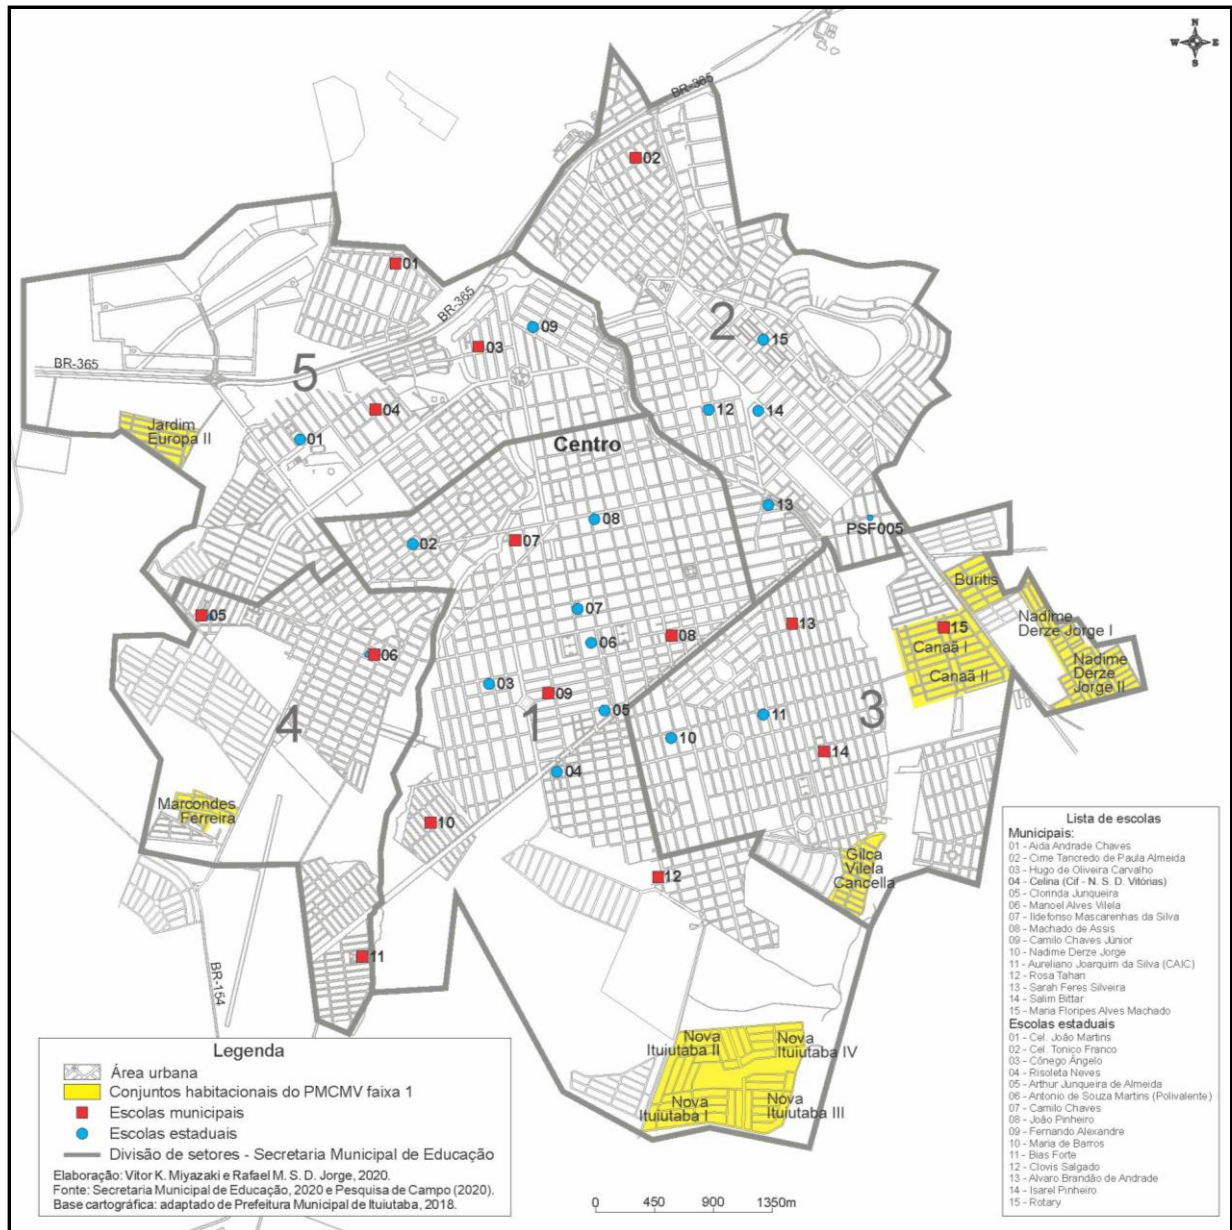 N
W E
S
BR-365
02
01
BR-365
09
03
2
15
BR-365
5
04
12
14
Jardim
Europa II
01
Centro
08
13
PSF005
02
07
Buritis
07
05
Nadime
Derze Jorge I
06
08
13
15
Canaã I
06
Canaã II
Nadime
Derze
Jorge II
03
09
4
1
05
11
3
10
14
04
Marcondes
Ferreira
10
Gilca
Vilela
Cancella
12
11
BR-154
Nova
Ituiutaba II
Nova
Ituiutaba IV
Nova
Ituiutaba I
Nova
Ituiutaba III
Lista de escolas
Municipais:
01 - Aida Andrade Chaves
02 - Cime Tancredo de Paula Almeida
03 - Hugo de Oliveira Carvalho
04 - Celina (Cif - N. S. D. Vitórias)
05 - Clorinda Junqueira
06 - Manoel Alves Vilela
07 - Ildefonso Mascarenhas da Silva
08 - Machado de Assis
09 - Camilo Chaves Júnior
10 - Nadime Derze Jorge
11 - Aureliano Joarquim da Silva (CAIC)
12 - Rosa Tahan
13 - Sarah Feres Silveira
14 - Salim Bittar
15 - Maria Floripes Alves Machado
Escolas estaduais
01 - Cel. João Martins
02 - Cel. Tonico Franco
03 - Cônego Ângelo
04 - Risoleta Neves
05 - Arthur Junqueira de Almeida
06 - Antonio de Souza Martins (Polivalente)
07 - Camilo Chaves
08 - João Pinheiro
09 - Fernando Alexandre
10 - Maria de Barros
11 - Bias Forte
12 - Clovis Salgado
13 - Alvaro Brandão de Andrade
14 - Isarel Pinheiro
15 - Rotary
Legenda
Área urbana
Conjuntos habitacionais do PMCMV faixa 1
Escolas municipais
Escolas estaduais
Divisão de setores - Secretaria Municipal de Educação
Elaboração: Vitor K. Miyazaki e Rafael M. S. D. Jorge, 2020.
Fonte: Secretaria Municipal de Educação, 2020 e Pesquisa de Campo (2020).
Base cartográfica: adaptado de Prefeitura Municipal de Ituiutaba, 2018.
0 450 900 1350m